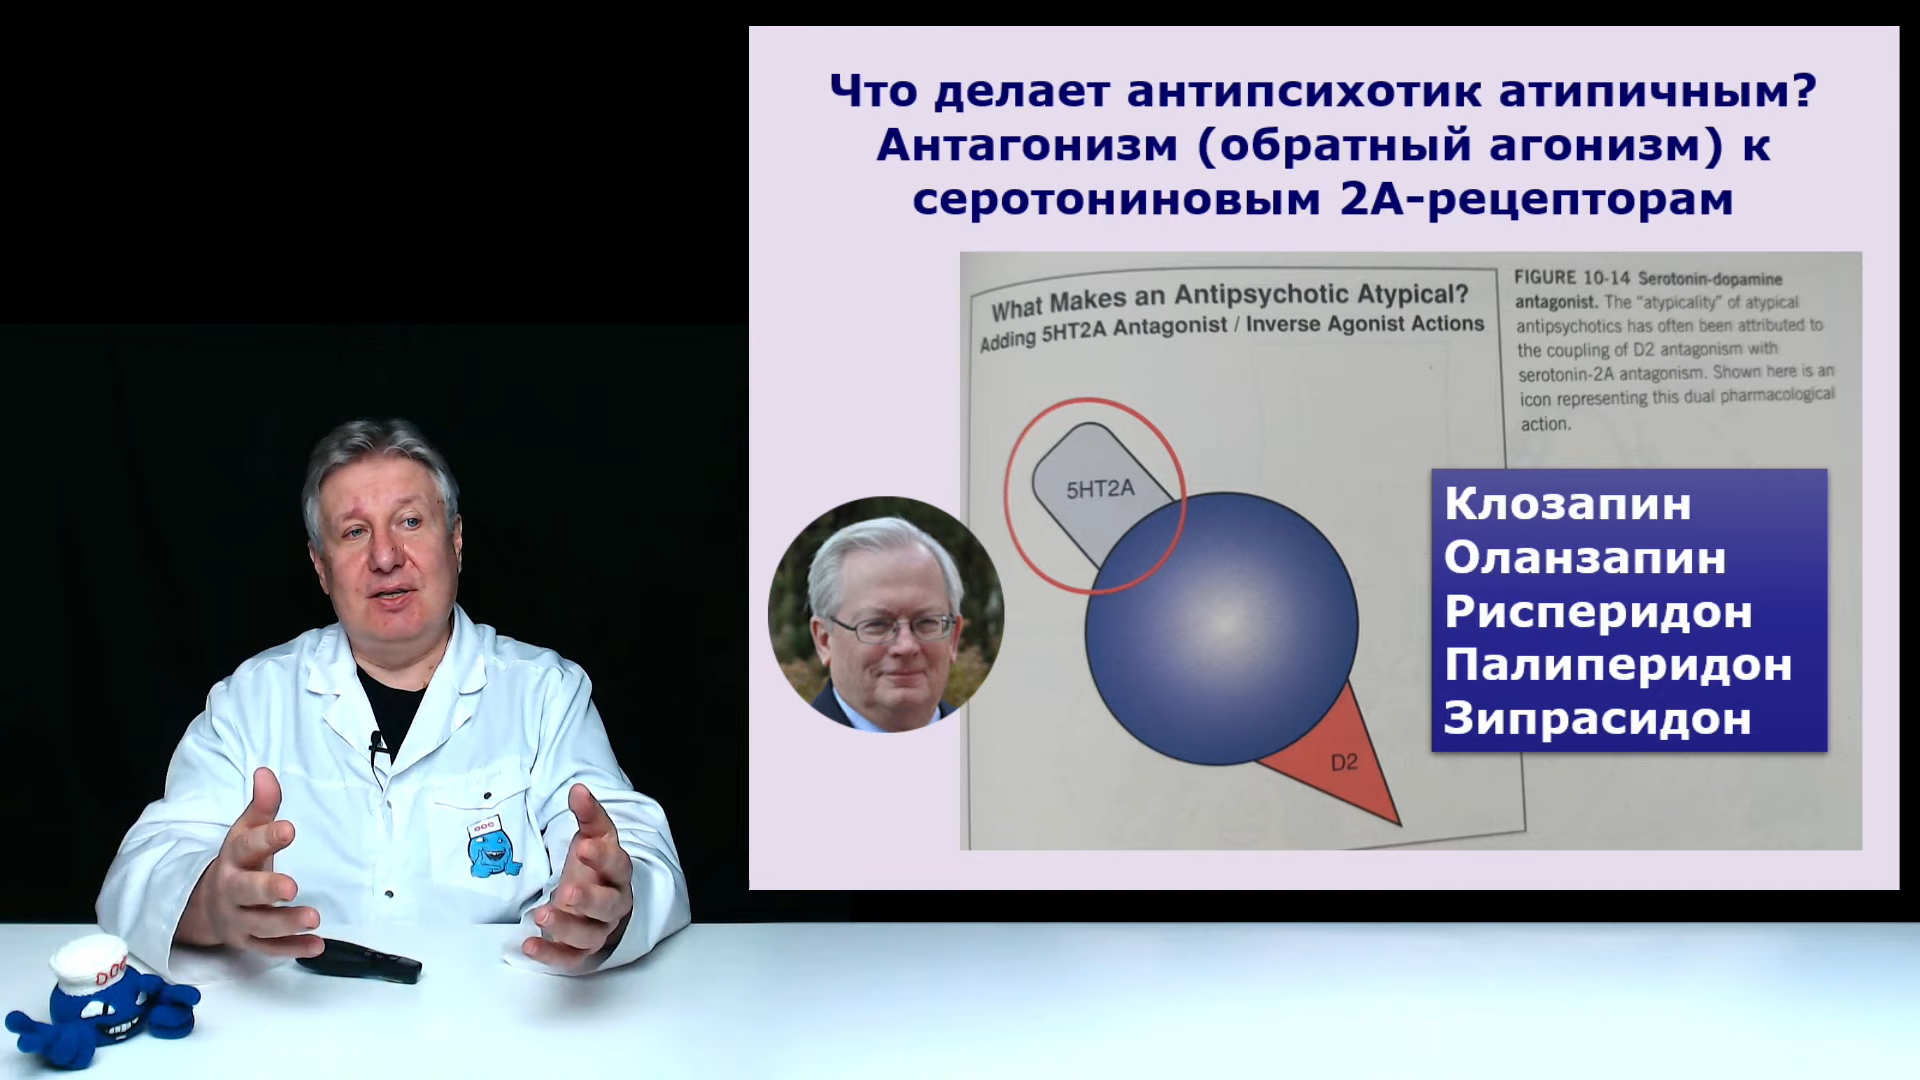 Что делает антипсихотик атипичным?
Антагонизм (обратный агонизм) к
серотониновым 2А-рецепторам
What Makes an Antipsychotic Atypical?
Adding 5HT2A Antagonist / Inverse Agonist Actions
FIGURE 10-14 Serotonin-dopamine
antagonist. The "atypicality" of atypical
antipsychotics has often been attributed to
the coupling of D2 antagonism with
serotonin-2A antagonism. Shown here is an
icon representing this dual pharmacological
action.
5HT2A
D2
Клозапин
Оланзапин
Рисперидон
Палиперидон
Зипрасидон
DOC
DOC